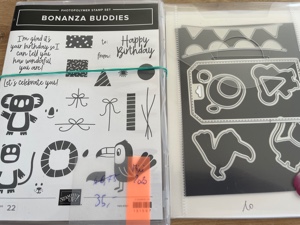 PHOTOPOLYMER STAMP SET
BONANZA BUDDIES
I'm glad it's
your birthday so I
can tell you
how wonderful
you are!
to:
from:
Happy
Birthday
Let's celebrate you!
22
35,-
10